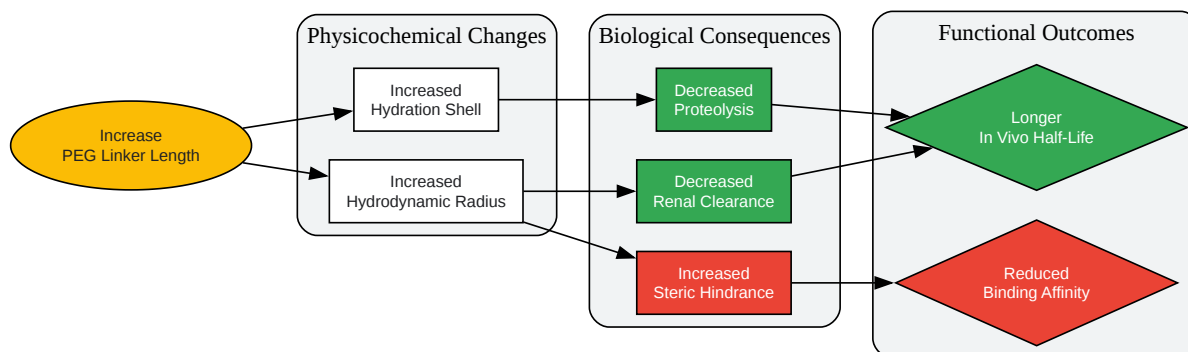 Physicochemical Changes
Biological Consequences
Functional Outcomes
Increase
PEG Linker Length
Increased
Hydration Shell
Increased
Hydrodynamic Radius
Decreased
Proteolysis
Decreased
Renal Clearance
Increased
Steric Hindrance
Longer
In Vivo Half-Life
Reduced
Binding Affinity